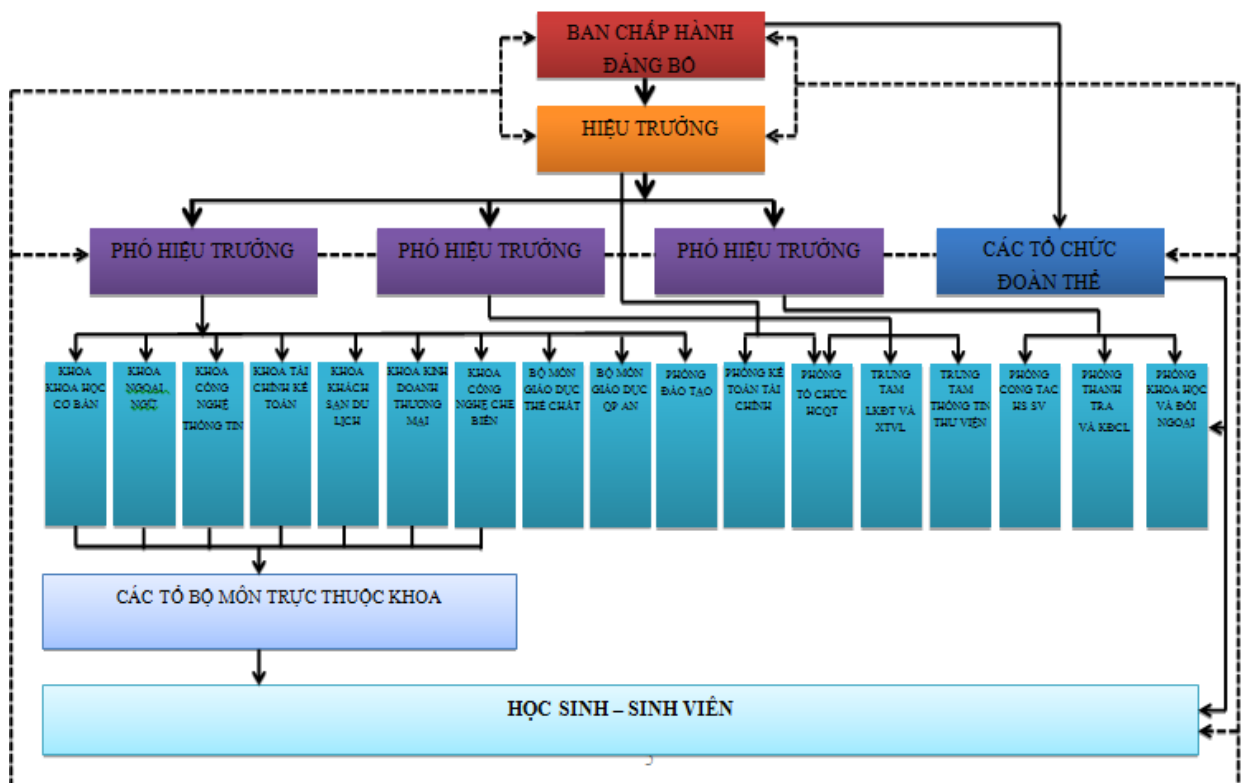 BAN CHẤP HÀNH
ĐẢNG BỘ
HIỆU TRƯỞNG
PHÓ HIỆU TRƯỞNG
PHÓ HIỆU TRƯỞNG
PHÓ HIỆU TRƯỞNG
CÁC TỔ CHỨC
ĐOÀN THỂ
KHOA
KHOA HỌC
CƠ BẢN
KHOA
NGOẠI
NGỮ
KHOA
CÔNG
NGHỆ
THÔNG TIN
KHOA TÀI
CHÍNH KẾ
TOÁN
KHOA
KHÁCH
SẠN DU
LỊCH
KHOA KINH
DOANH
THƯƠNG
MẠI
KHOA
CÔNG
NGHỆ CHẾ
BIẾN
BỘ MÔN
GIÁO DỤC
THỂ CHẤT
BỘ MÔN
GIÁO DỤC
QP AN
PHÒNG
ĐÀO TẠO
PHÒNG KẾ
TOÁN TÀI
CHÍNH
PHÒNG
TỔ CHỨC
HCQT
TRUNG
TAM
LKĐT VÀ
XTVL
TRUNG
TAM
THÔNG TIN
THƯ VIỆN
PHÒNG
CONG TAC
HS SV
PHÒNG
THANH
TRA
VÀ KĐCL
PHÒNG
KHOA HỌC
VÀ ĐỐI
NGOẠI
CÁC TỔ BỘ MÔN TRỰC THUỘC KHOA
HỌC SINH – SINH VIÊN